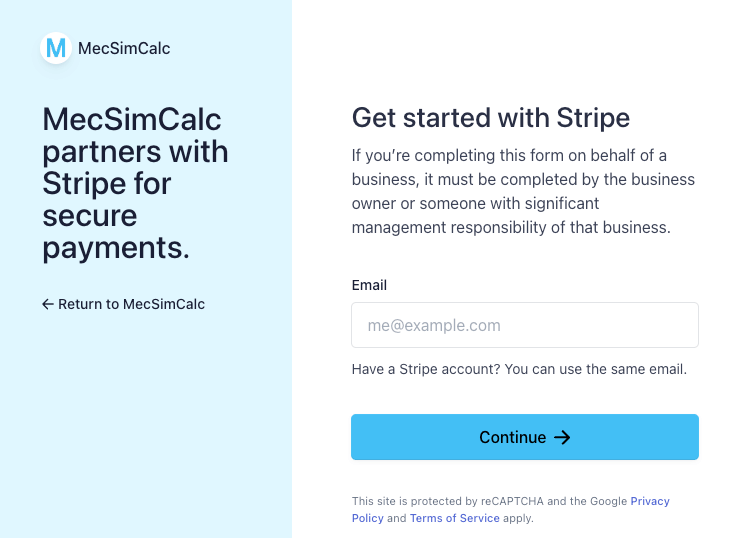 MecSimCalc
MecSimCalc
partners with
Stripe for
secure
payments.
← Return to MecSimCalc
Get started with Stripe
If you’re completing this form on behalf of a
business, it must be completed by the business
owner or someone with significant
management responsibility of that business.
Email
me@example.com
Have a Stripe account? You can use the same email.
Continue →
This site is protected by reCAPTCHA and the Google Privacy
Policy and Terms of Service apply.